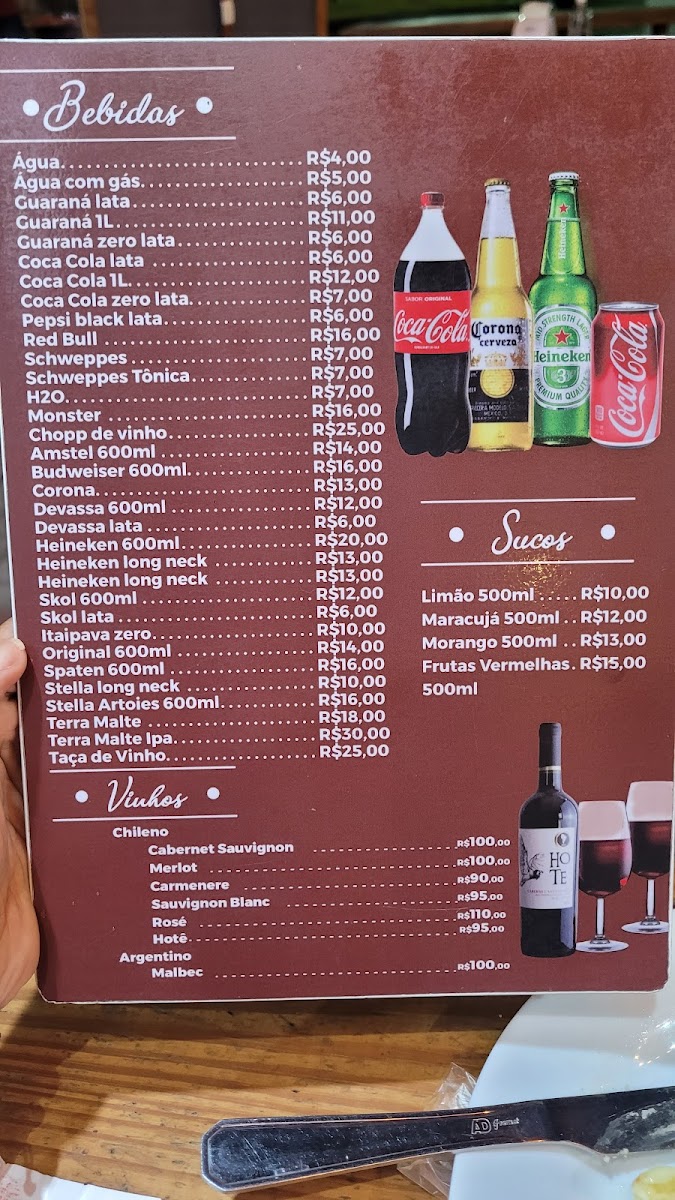 Bebidas
Água R$4,00
Água com gás R$5,00
Guaraná lata R$6,00
Guaraná 1L R$11,00
Guaraná zero lata R$6,00
Coca Cola lata R$6,00
Coca Cola 1L R$12,00
Coca Cola zero lata R$7,00
Pepsi black lata R$6,00
Red Bull R$16,00
Schweppes R$7,00
Schweppes Tônica R$7,00
H2O R$7,00
Monster R$16,00
Chopp de vinho R$25,00
Amstel 600ml R$14,00
Budweiser 600ml R$16,00
Corona R$13,00
Devassa 600ml R$12,00
Devassa lata R$6,00
Heineken 600ml R$20,00
Heineken long neck R$13,00
Heineken long neck R$13,00
Skol 600ml R$12,00
Skol lata R$6,00
Itaipava zero R$10,00
Original 600ml R$14,00
Spaten 600ml R$16,00
Stella long neck R$10,00
Stella Artoies 600ml R$16,00
Terra Malte R$18,00
Terra Malte Ipa R$30,00
Taça de Vinho R$25,00
SABOR ORIGINAL
Coca-Cola
Corona
cerveza
Heineken
Heineken
PREMIUM QUALITY
Coca-Cola
Sucos
Limão 500ml R$10,00
Maracujá 500ml R$12,00
Morango 500ml R$13,00
Frutas Vermelhas R$15,00
500ml
Vinhos
Chileno
Cabernet Sauvignon R$100,00
Merlot R$100,00
Carmenere R$90,00
Sauvignon Blanc R$95,00
Rosé R$110,00
Hotê R$95,00
Argentino
Malbec R$100,00
HO
TE
AD Gourmet